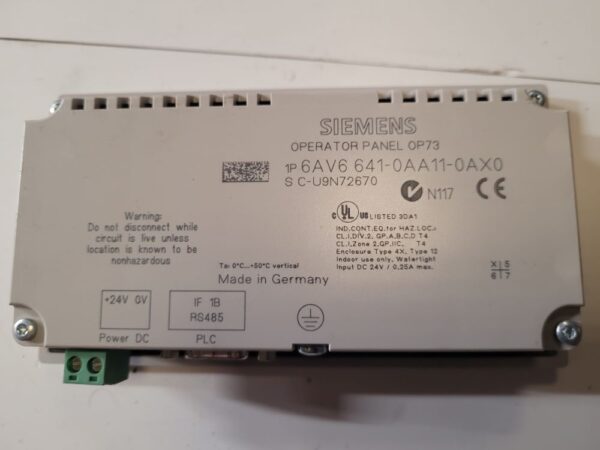 SIEMENS
OPERATOR PANEL OP73
1P 6AV6 641-0AA11-0AX0
S C-U9N72670
N117
CE
C UL US LISTED 3DA1
IND.CONT.EQ.for HAZ.LOC.:
CL.I,DIV.2, GP.A,B,C,D T4
CL.I,Zone 2,GP.IIC, T4
Enclosure Type 4X, Type 12
Indoor use only, Watertight
Input DC 24V / 0,25A max.
Warning:
Do not disconnect while
circuit is live unless
location is known to be
nonhazardous
Ta: 0°C...+50°C vertical
Made in Germany
X 5
6 7
+24V 0V
Power DC
IF 1B
RS485
PLC